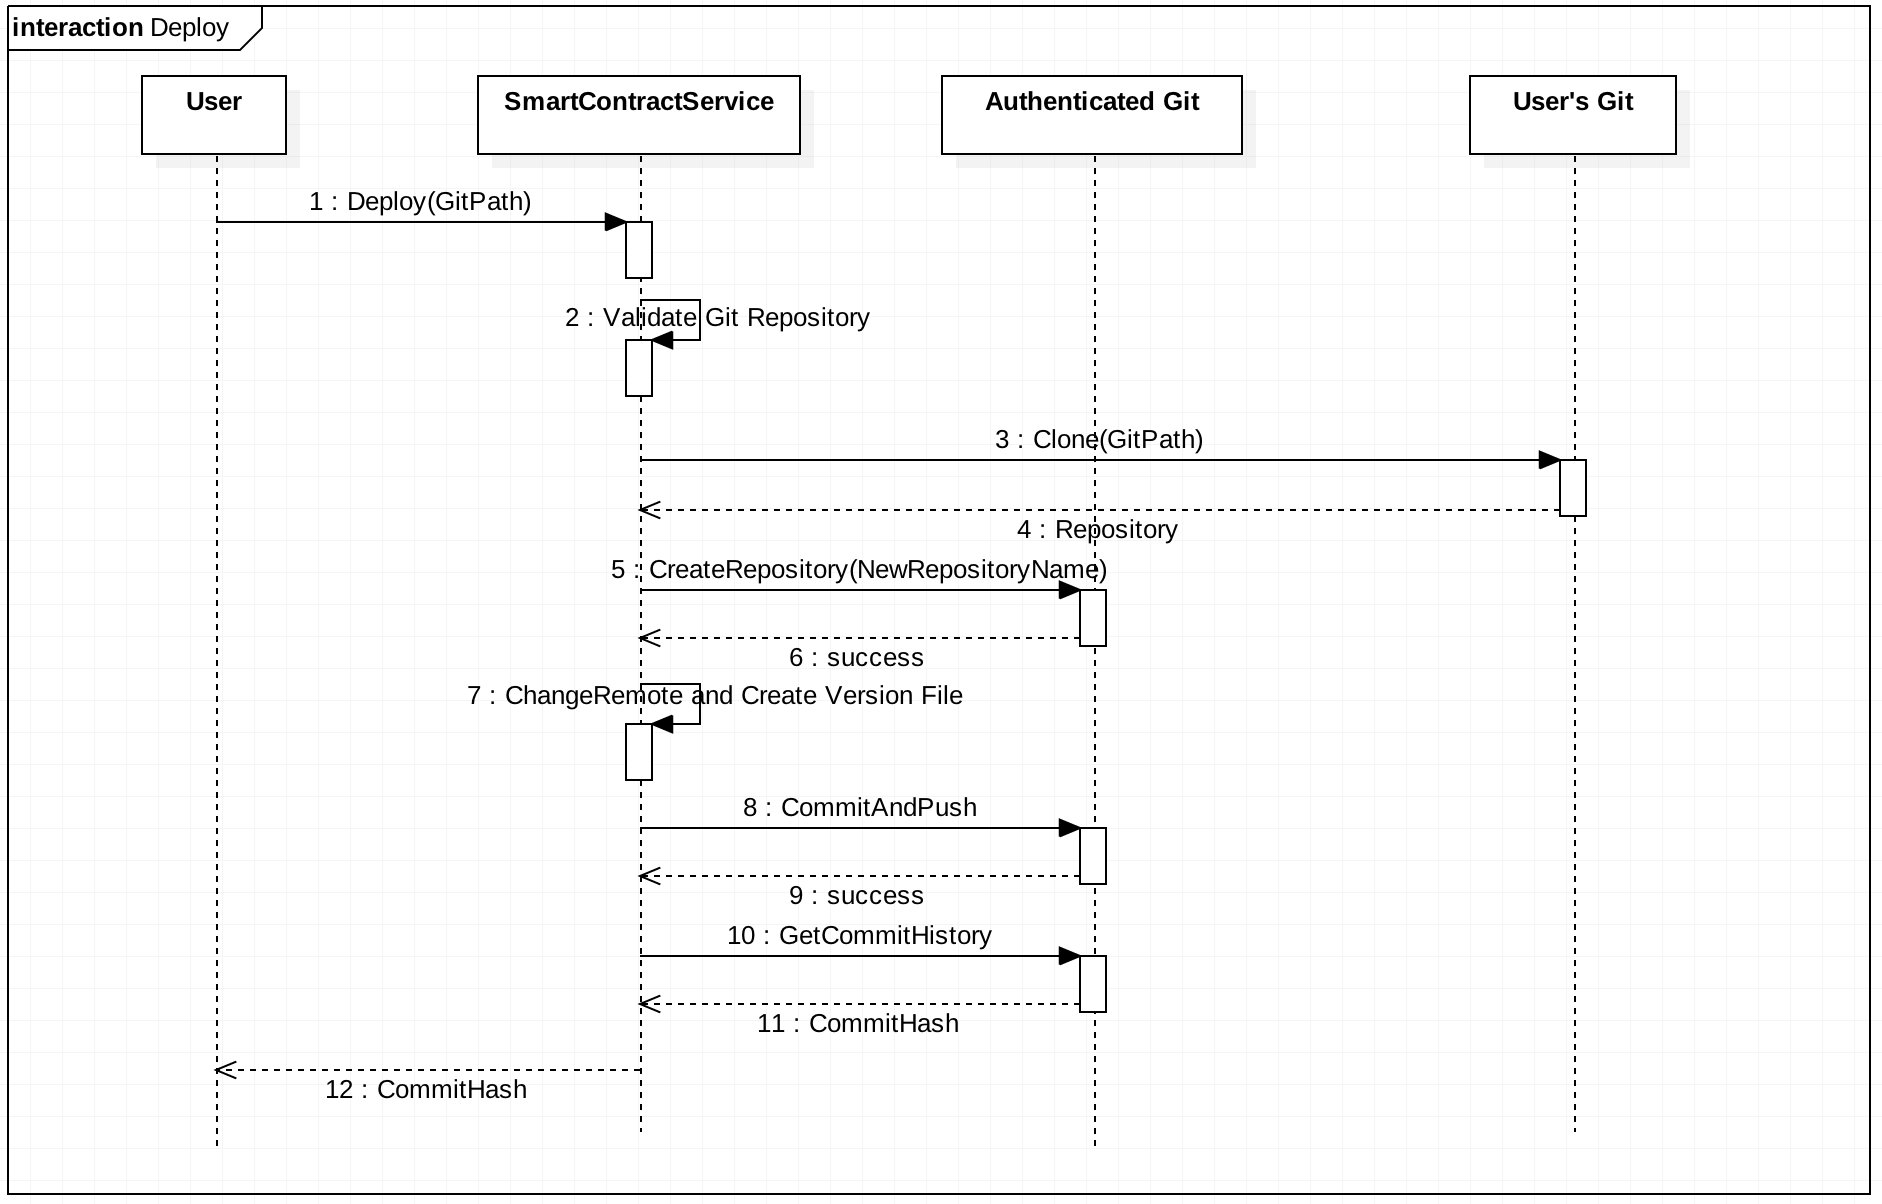 interaction Deploy
User
SmartContractService
Authenticated Git
User's Git
1 : Deploy(GitPath)
2 : Validate Git Repository
3 : Clone(GitPath)
4 : Repository
5 : CreateRepository(NewRepositoryName)
6 : success
7 : ChangeRemote and Create Version File
8 : CommitAndPush
9 : success
10 : GetCommitHistory
11 : CommitHash
12 : CommitHash